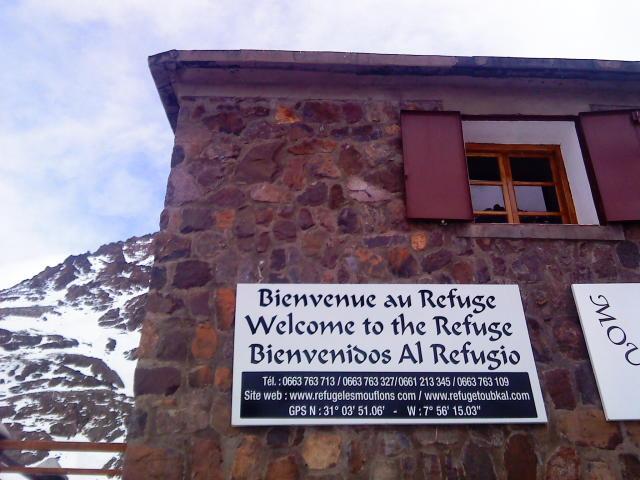 Bienvenue au Refuge
Welcome to the Refuge
Bienvenidos Al Refugio
Tél. : 0663 763 713 / 0663 763 327/0661 213 345 / 0663 763 109
Site web : www.refugelesmouflons.com / www.refugetoubkal.com
GPS N : 31° 03' 51.06' - W : 7° 56' 15.03"
MOU